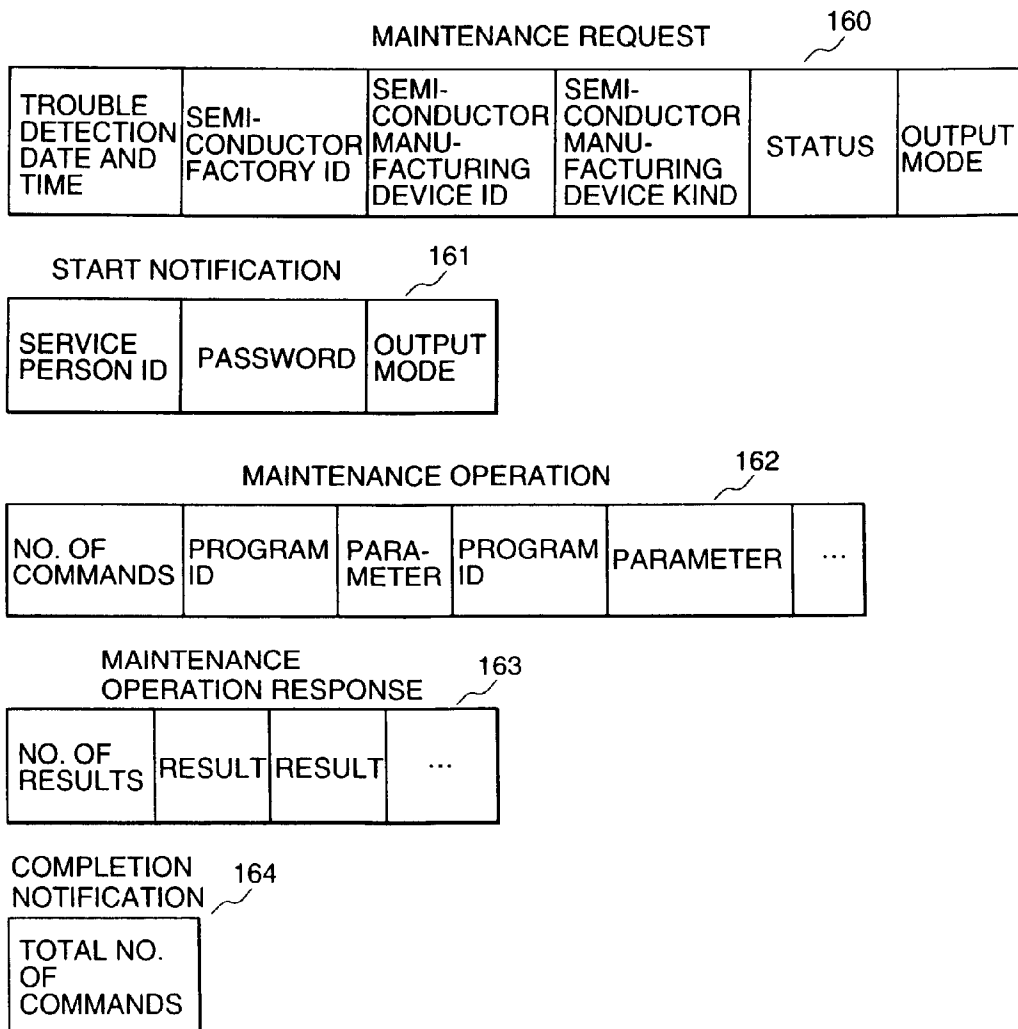 MAINTENANCE REQUEST
160
TROUBLE
DETECTION
DATE AND
TIME
SEMI-
CONDUCTOR
FACTORY ID
SEMI-
CONDUCTOR
MANU-
FACTURING
DEVICE ID
SEMI-
CONDUCTOR
MANU-
FACTURING
DEVICE KIND
STATUS
OUTPUT
MODE
START NOTIFICATION
161
SERVICE
PERSON ID
PASSWORD
OUTPUT
MODE
MAINTENANCE OPERATION
162
NO. OF
COMMANDS
PROGRAM
ID
PARA-
METER
PROGRAM
ID
PARAMETER
...
MAINTENANCE
OPERATION RESPONSE
163
NO. OF
RESULTS
RESULT
RESULT
...
COMPLETION
NOTIFICATION
164
TOTAL NO.
OF
COMMANDS